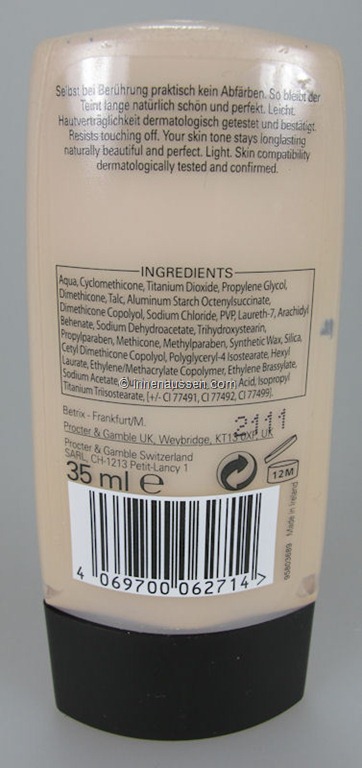 Selbst bei Berührung praktisch kein Abfärben. So bleibt der
Teint lange natürlich schön und perfekt. Leicht.
Hautverträglichkeit dermatologisch getestet und bestätigt.
Resists touching off. Your skin tone stays longlasting
naturally beautiful and perfect. Light. Skin compatibility
dermatologically tested and confirmed.
INGREDIENTS
Aqua, Cyclomethicone, Titanium Dioxide, Propylene Glycol,
Dimethicone, Talc, Aluminum Starch Octenylsuccinate,
Dimethicone Copolyol, Sodium Chloride, PVP, Laureth-7, Arachidyl
Behenate, Sodium Dehydroacetate, Trihydroxystearin,
Propylparaben, Methicone, Methylparaben, Synthetic Wax, Silica,
Cetyl Dimethicone Copolyol, Polyglyceryl-4 Isostearate, Hexyl
Laurate, Ethylene/Methacrylate Copolymer, Ethylene Brassylate,
Sodium Acetate, Acid, Isopropyl
Titanium Triisostearate, [+/- CI 77491, CI 77492, CI 77499].
© irinenaussen.com
Betrix - Frankfurt/M.
2111
Procter & Gamble UK, Weybridge, KT13 0XP, UK
Procter & Gamble Switzerland
SARL, CH-1213 Petit-Lancy 1
35 ml e
12M
Made in Ireland
95809689
4 069700 062714 >